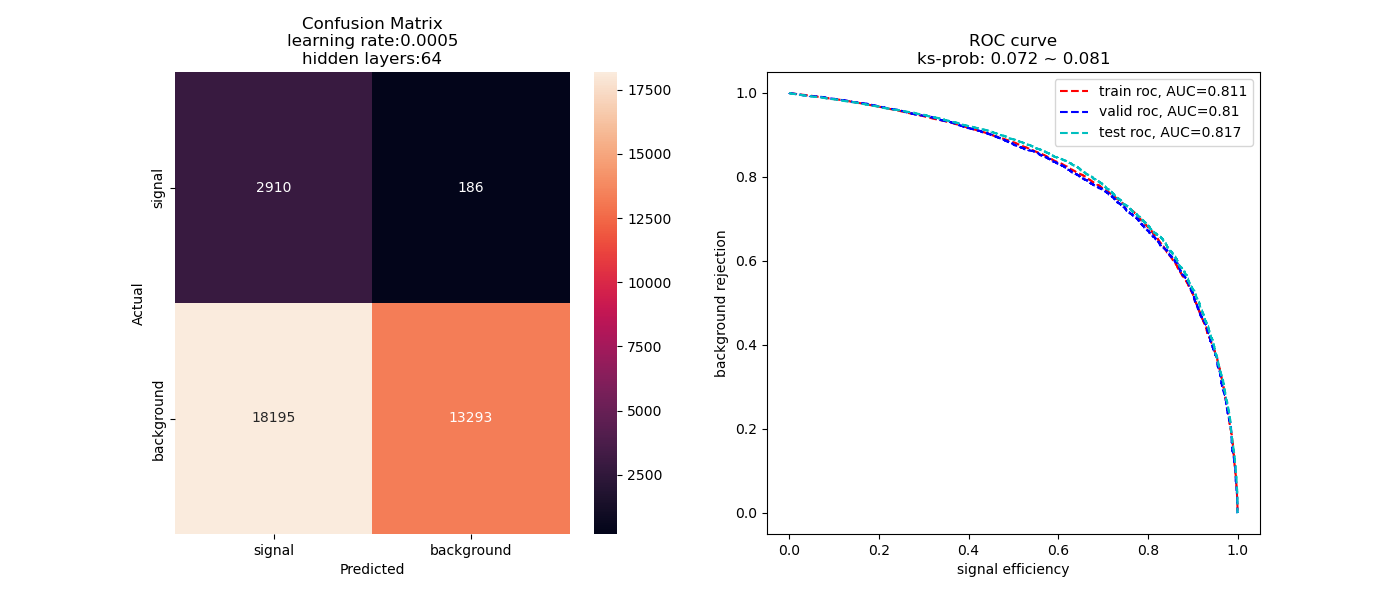 Confusion Matrix
learning rate:0.0005
hidden layers:64
signal
background
Actual
2910
186
18195
13293
signal
background
Predicted
17500
15000
12500
10000
7500
5000
2500
ROC curve
ks-prob: 0.072 ~ 0.081
train roc, AUC=0.811
valid roc, AUC=0.81
test roc, AUC=0.817
background rejection
1.0
0.8
0.6
0.4
0.2
0.0
0.0
0.2
0.4
0.6
0.8
1.0
signal efficiency